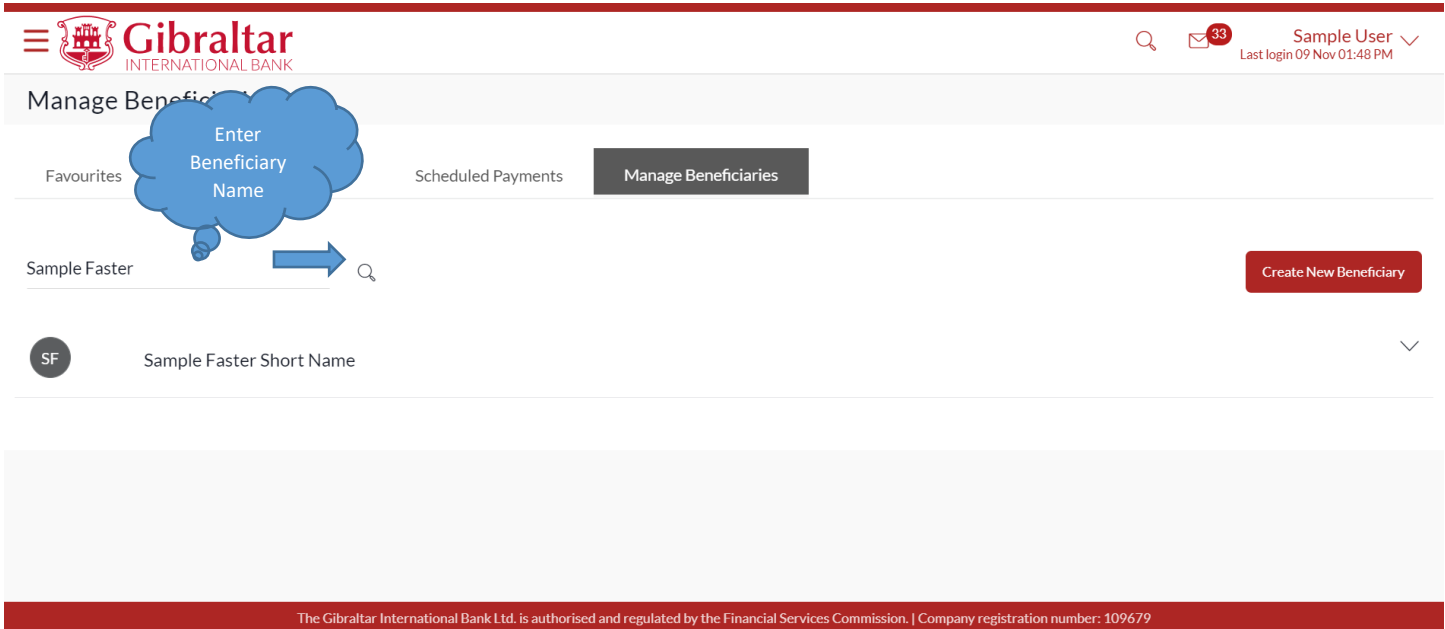 Gibraltar
INTERNATIONAL BANK
33
Sample User
Last login 09 Nov 01:48 PM
Manage
Enter
Beneficiary
Name
Favourites
Scheduled Payments
Manage Beneficiaries
Sample Faster
Create New Beneficiary
SF
Sample Faster Short Name
The Gibraltar International Bank Ltd. is authorised and regulated by the Financial Services Commission. | Company registration number: 109679